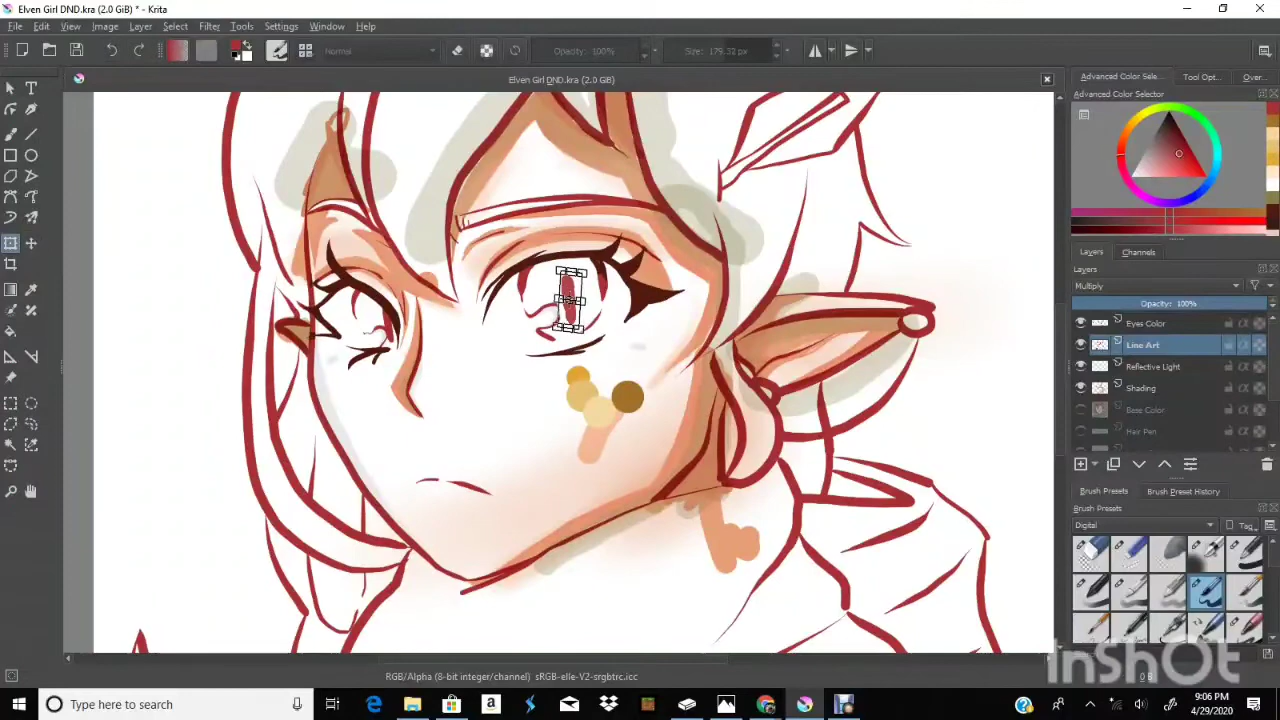 Elven Girl DND.kra (2.0 GiB) * - Krita
File Edit View Image Layer Select Filter Tools Settings Window Help
Normal Opacity: 100% Size: 179.32 px
Elven Girl DND.kra (2.0 GiB)
Advanced Color Sele... Tool Opt... Over...
Advanced Color Selector
Layers Channels
Layers
Multiply
Opacity: 100%
Eyes Color
Line Art
Reflective Light
Shading
Base Color
Hair Pen
Brush Presets Brush Preset History
Brush Presets
Digital Tag
RGB/Alpha (8-bit integer/channel) sRGB-elle-V2-srgbtrc.icc
InShOt
Type here to search
9:06 PM
4/29/2020